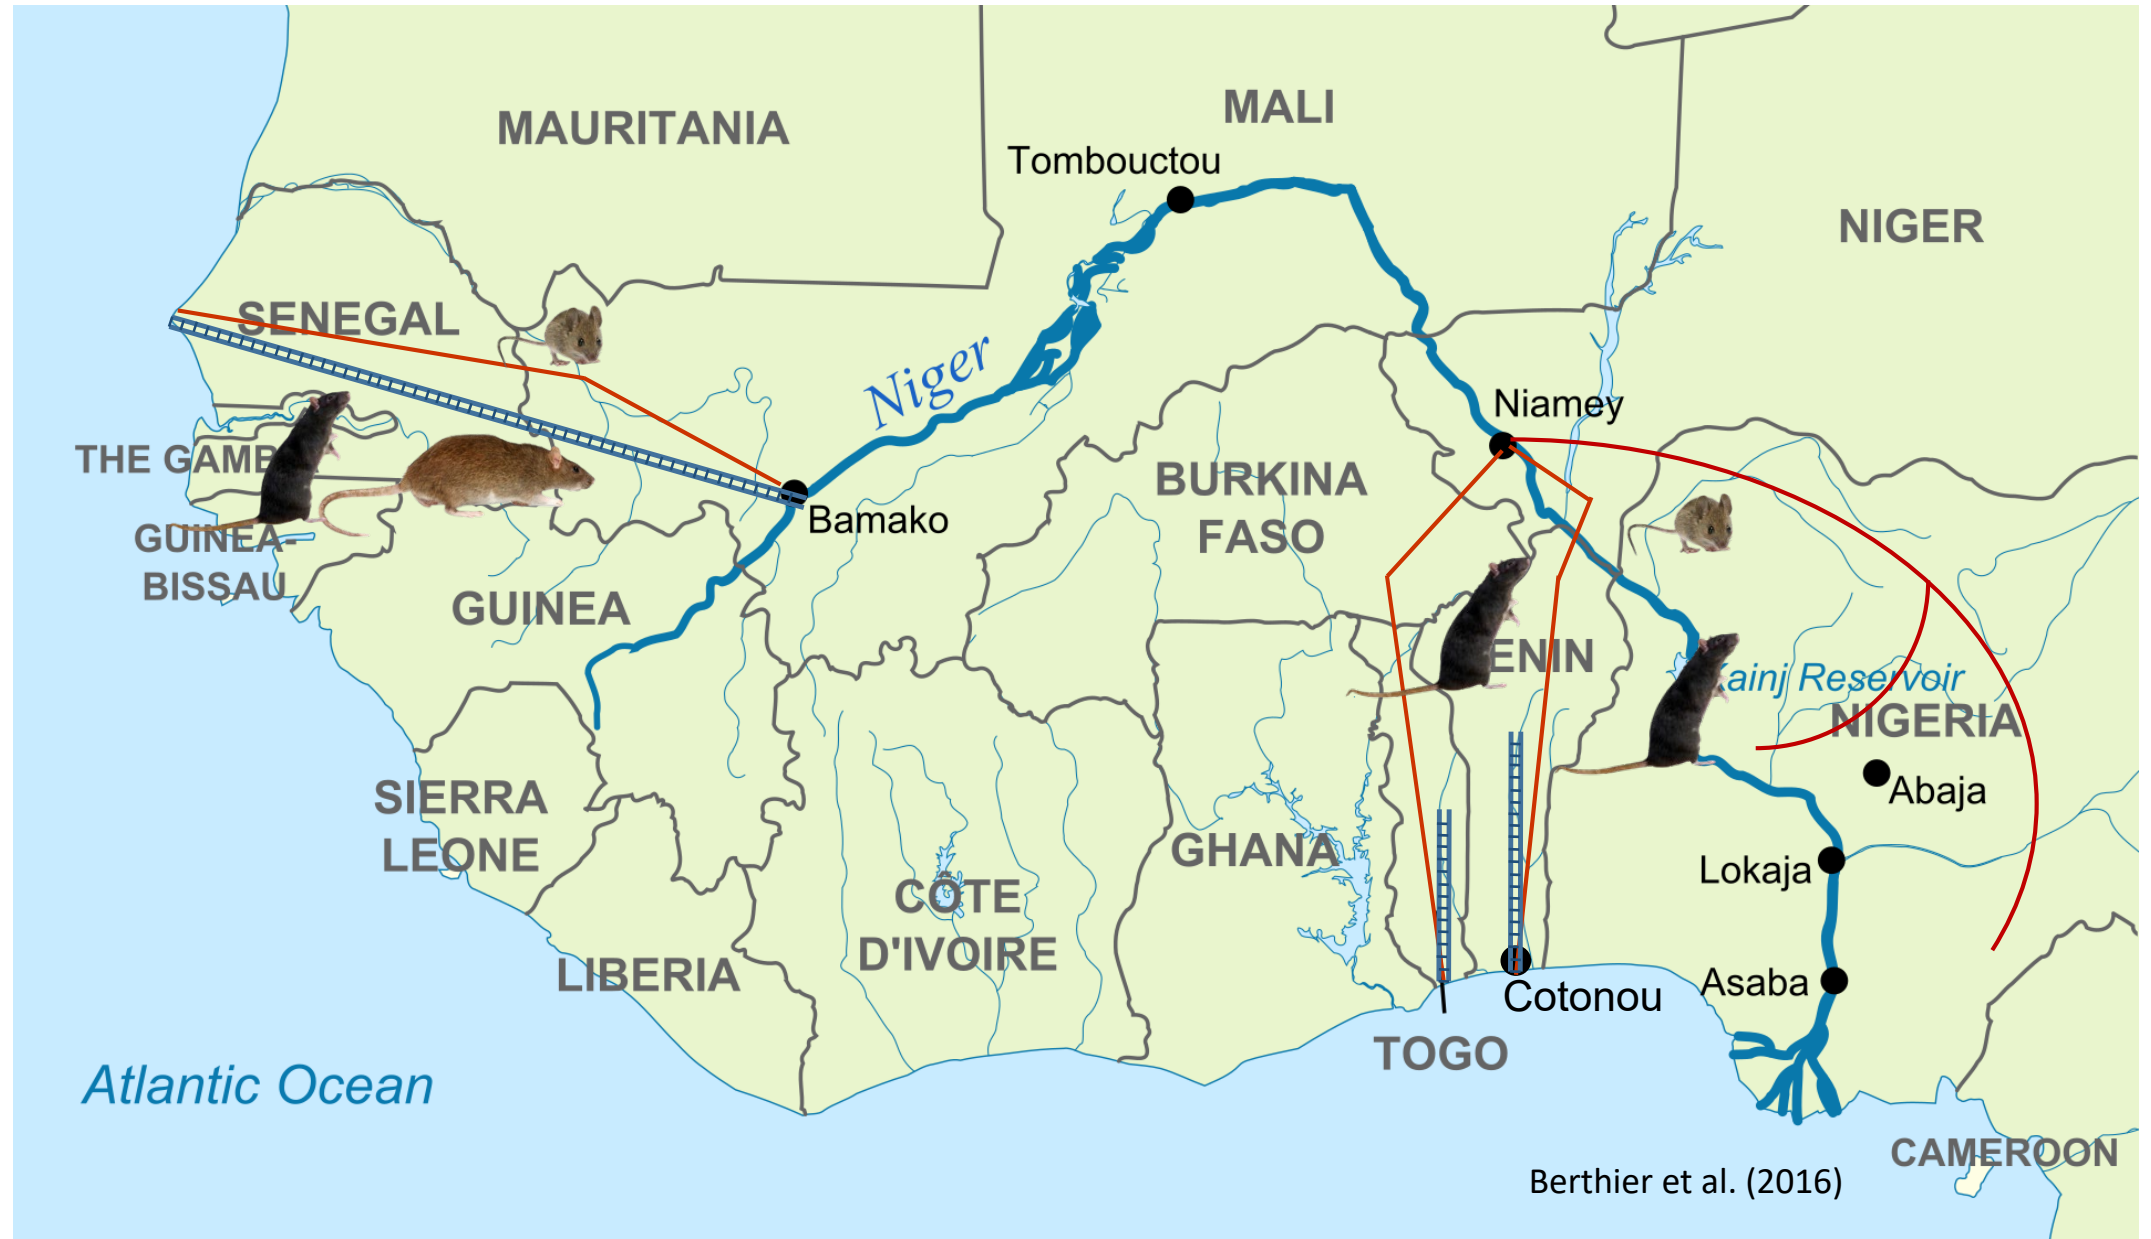 MAURITANIA
MALI
Tombouctou
NIGER
SENEGAL
Niger
Niamey
THE GAMB
BURKINA
FASO
Bamako
GUINEA-
BISSAU
GUINEA
ENIN
ainj Reservoir
NIGERIA
Abaja
SIERRA
LEONE
GHANA
Lokaja
CÔTE
D'IVOIRE
LIBERIA
Asaba
Cotonou
TOGO
Atlantic Ocean
CAMEROON
Berthier et al. (2016)